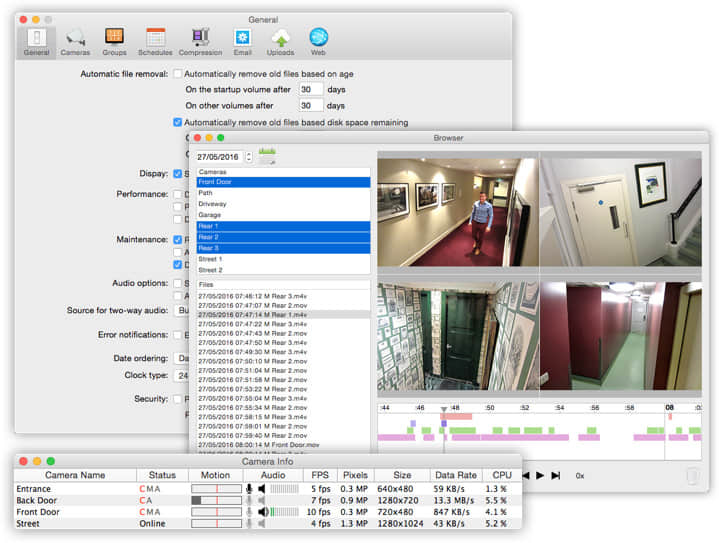 General
General Cameras Groups Schedules Compression Email Uploads Web
Automatic file removal: Automatically remove old files based on age
On the startup volume after 30 days
On other volumes after 30 days
Automatically remove old files based disk space remaining
Dispay:
Performance:
Maintenance:
Audio options:
Source for two-way audio:
Error notifications:
Date ordering:
Clock type: 24
Security:
Browser
27/05/2016
Cameras
Front Door
Path
Driveway
Garage
Rear 1
Rear 2
Rear 3
Street 1
Street 2
Files
27/05/2016 07:46:12 M Rear 3.m4v
27/05/2016 07:47:07 M Rear 2.mov
27/05/2016 07:47:14 M Rear 1.m4v
27/05/2016 07:47:22 M Rear 3.m4v
27/05/2016 07:47:43 M Rear 2.mov
27/05/2016 07:47:50 M Rear 3.m4v
27/05/2016 07:49:30 M Rear 3.m4v
27/05/2016 07:50:10 M Rear 2.mov
27/05/2016 07:51:04 M Rear 2.mov
27/05/2016 07:51:58 M Rear 2.mov
27/05/2016 07:53:22 M Rear 2.mov
27/05/2016 07:55:04 M Rear 3.m4v
27/05/2016 07:55:34 M Rear 2.mov
27/05/2016 07:58:15 M Rear 3.m4v
27/05/2016 07:59:01 M Rear 2.mov
27/05/2016 07:59:40 M Rear 2.mov
27/05/2016 08:00:14 M Front Door.mov
:44 :46 :48 :50 :52 :54 :56 :58 08 :02
0x
Camera Info
Camera Name Status Motion Audio FPS Pixels Size Data Rate CPU
Entrance CMA 5 fps 0.3 MP 640x480 59 KB/s 1.3 %
Back Door CA 7 fps 0.9 MP 1280x720 13.3 MB/s 5.5 %
Front Door CMA 10 fps 0.3 MP 720x480 847 KB/s 4.1 %
Street Online 4 fps 1.3 MP 1280x1024 43 KB/s 5.2 %